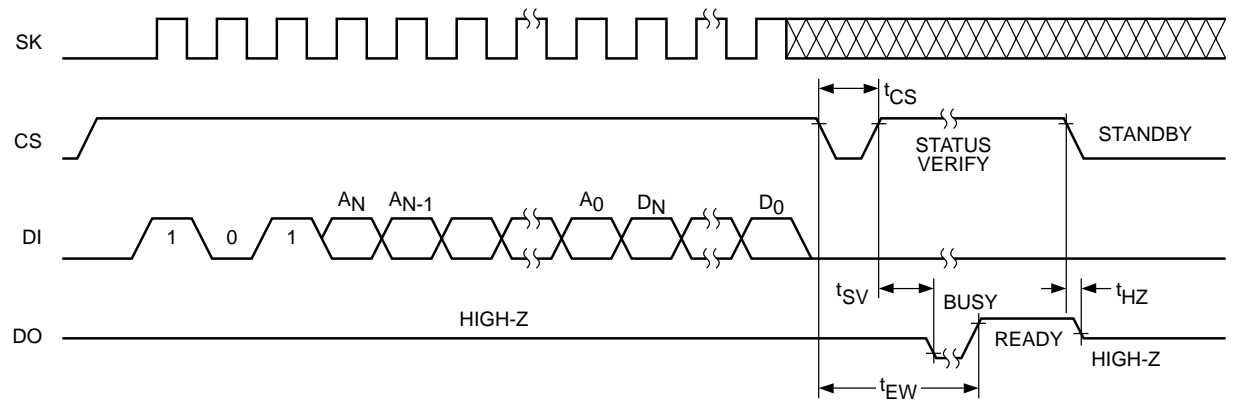 SK
tCS
CS
STATUS
VERIFY
STANDBY
AN
AN-1
A0
DN
D0
DI
1
0
1
tSV
BUSY
tHZ
HIGH-Z
DO
READY
HIGH-Z
tEW